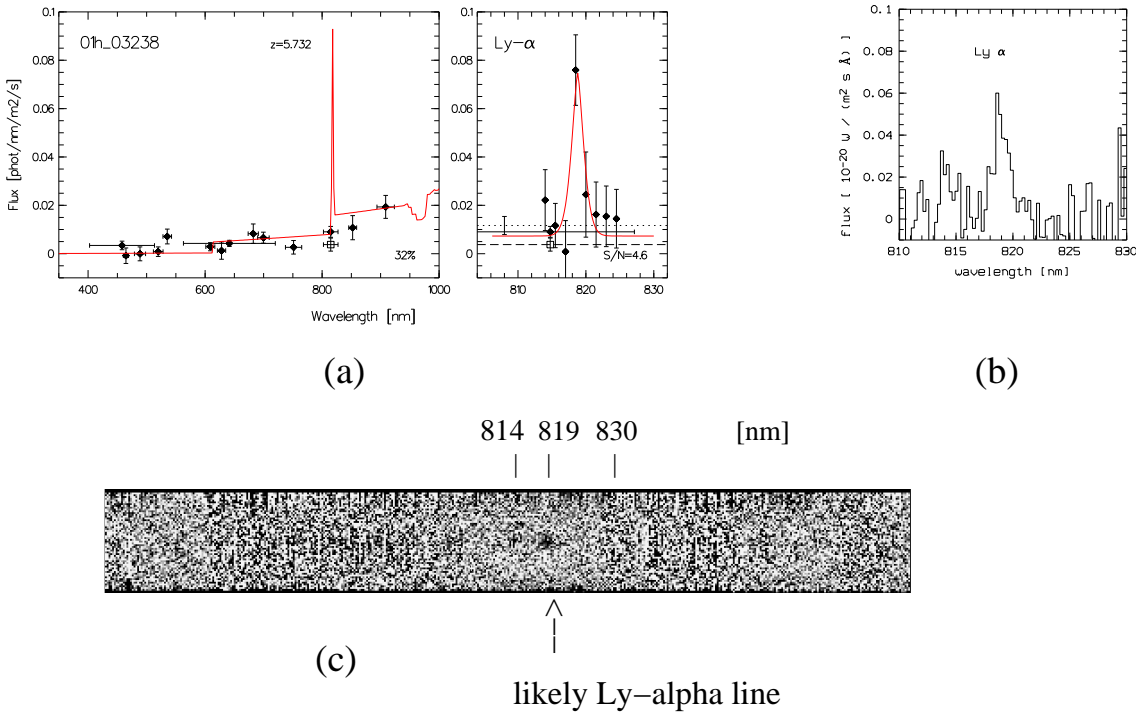 01h_03238
z=5.732
32%
Flux [phot/nm/m2/s]
0.1
0.08
0.06
0.04
0.02
0
400 600 800 1000
Wavelength [nm]
Ly-α
S/N=4.6
0.1
0.08
0.06
0.04
0.02
0
810 820 830
(a)
Ly α
flux [ 10⁻²⁰ W / (m² s Å) ]
0.1
0.08
0.06
0.04
0.02
0
810 815 820 825 830
wavelength [nm]
(b)
814 819 830 [nm]
(c)
likely Ly–alpha line